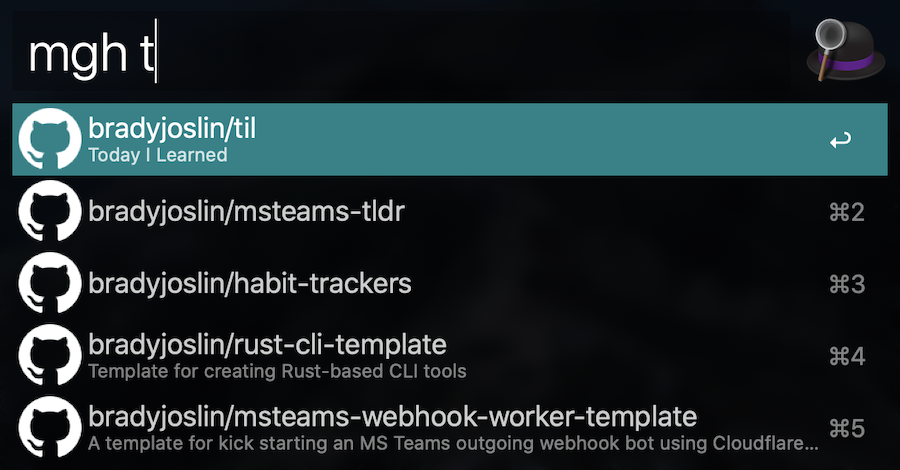 mgh t
bradyjoslin/til
Today I Learned
↩
bradyjoslin/msteams-tldr
⌘2
bradyjoslin/habit-trackers
⌘3
bradyjoslin/rust-cli-template
Template for creating Rust-based CLI tools
⌘4
bradyjoslin/msteams-webhook-worker-template
A template for kick starting an MS Teams outgoing webhook bot using Cloudflare...
⌘5